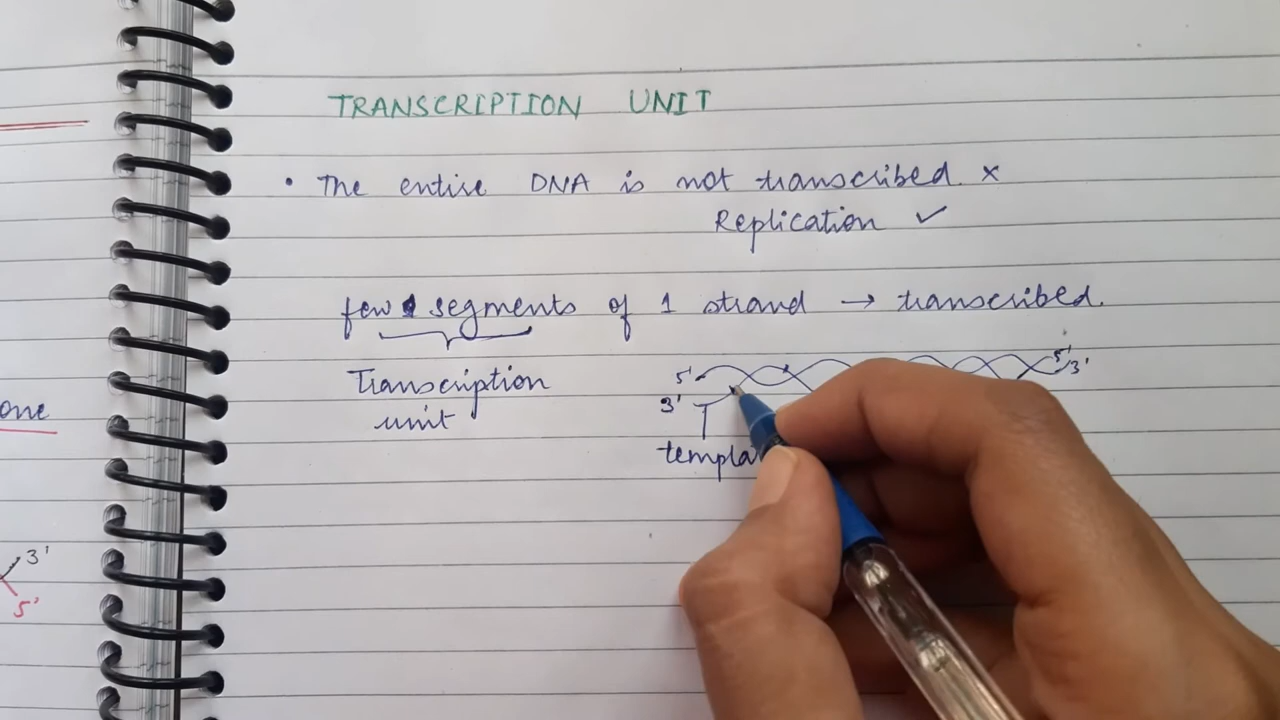 TRANSCRIPTION UNIT
• The entire DNA is not transcribed ×
Replication ✓
few segments of 1 strand → transcribed.
Transcription
unit
5' 5'
3' 3'
one
3'
5'